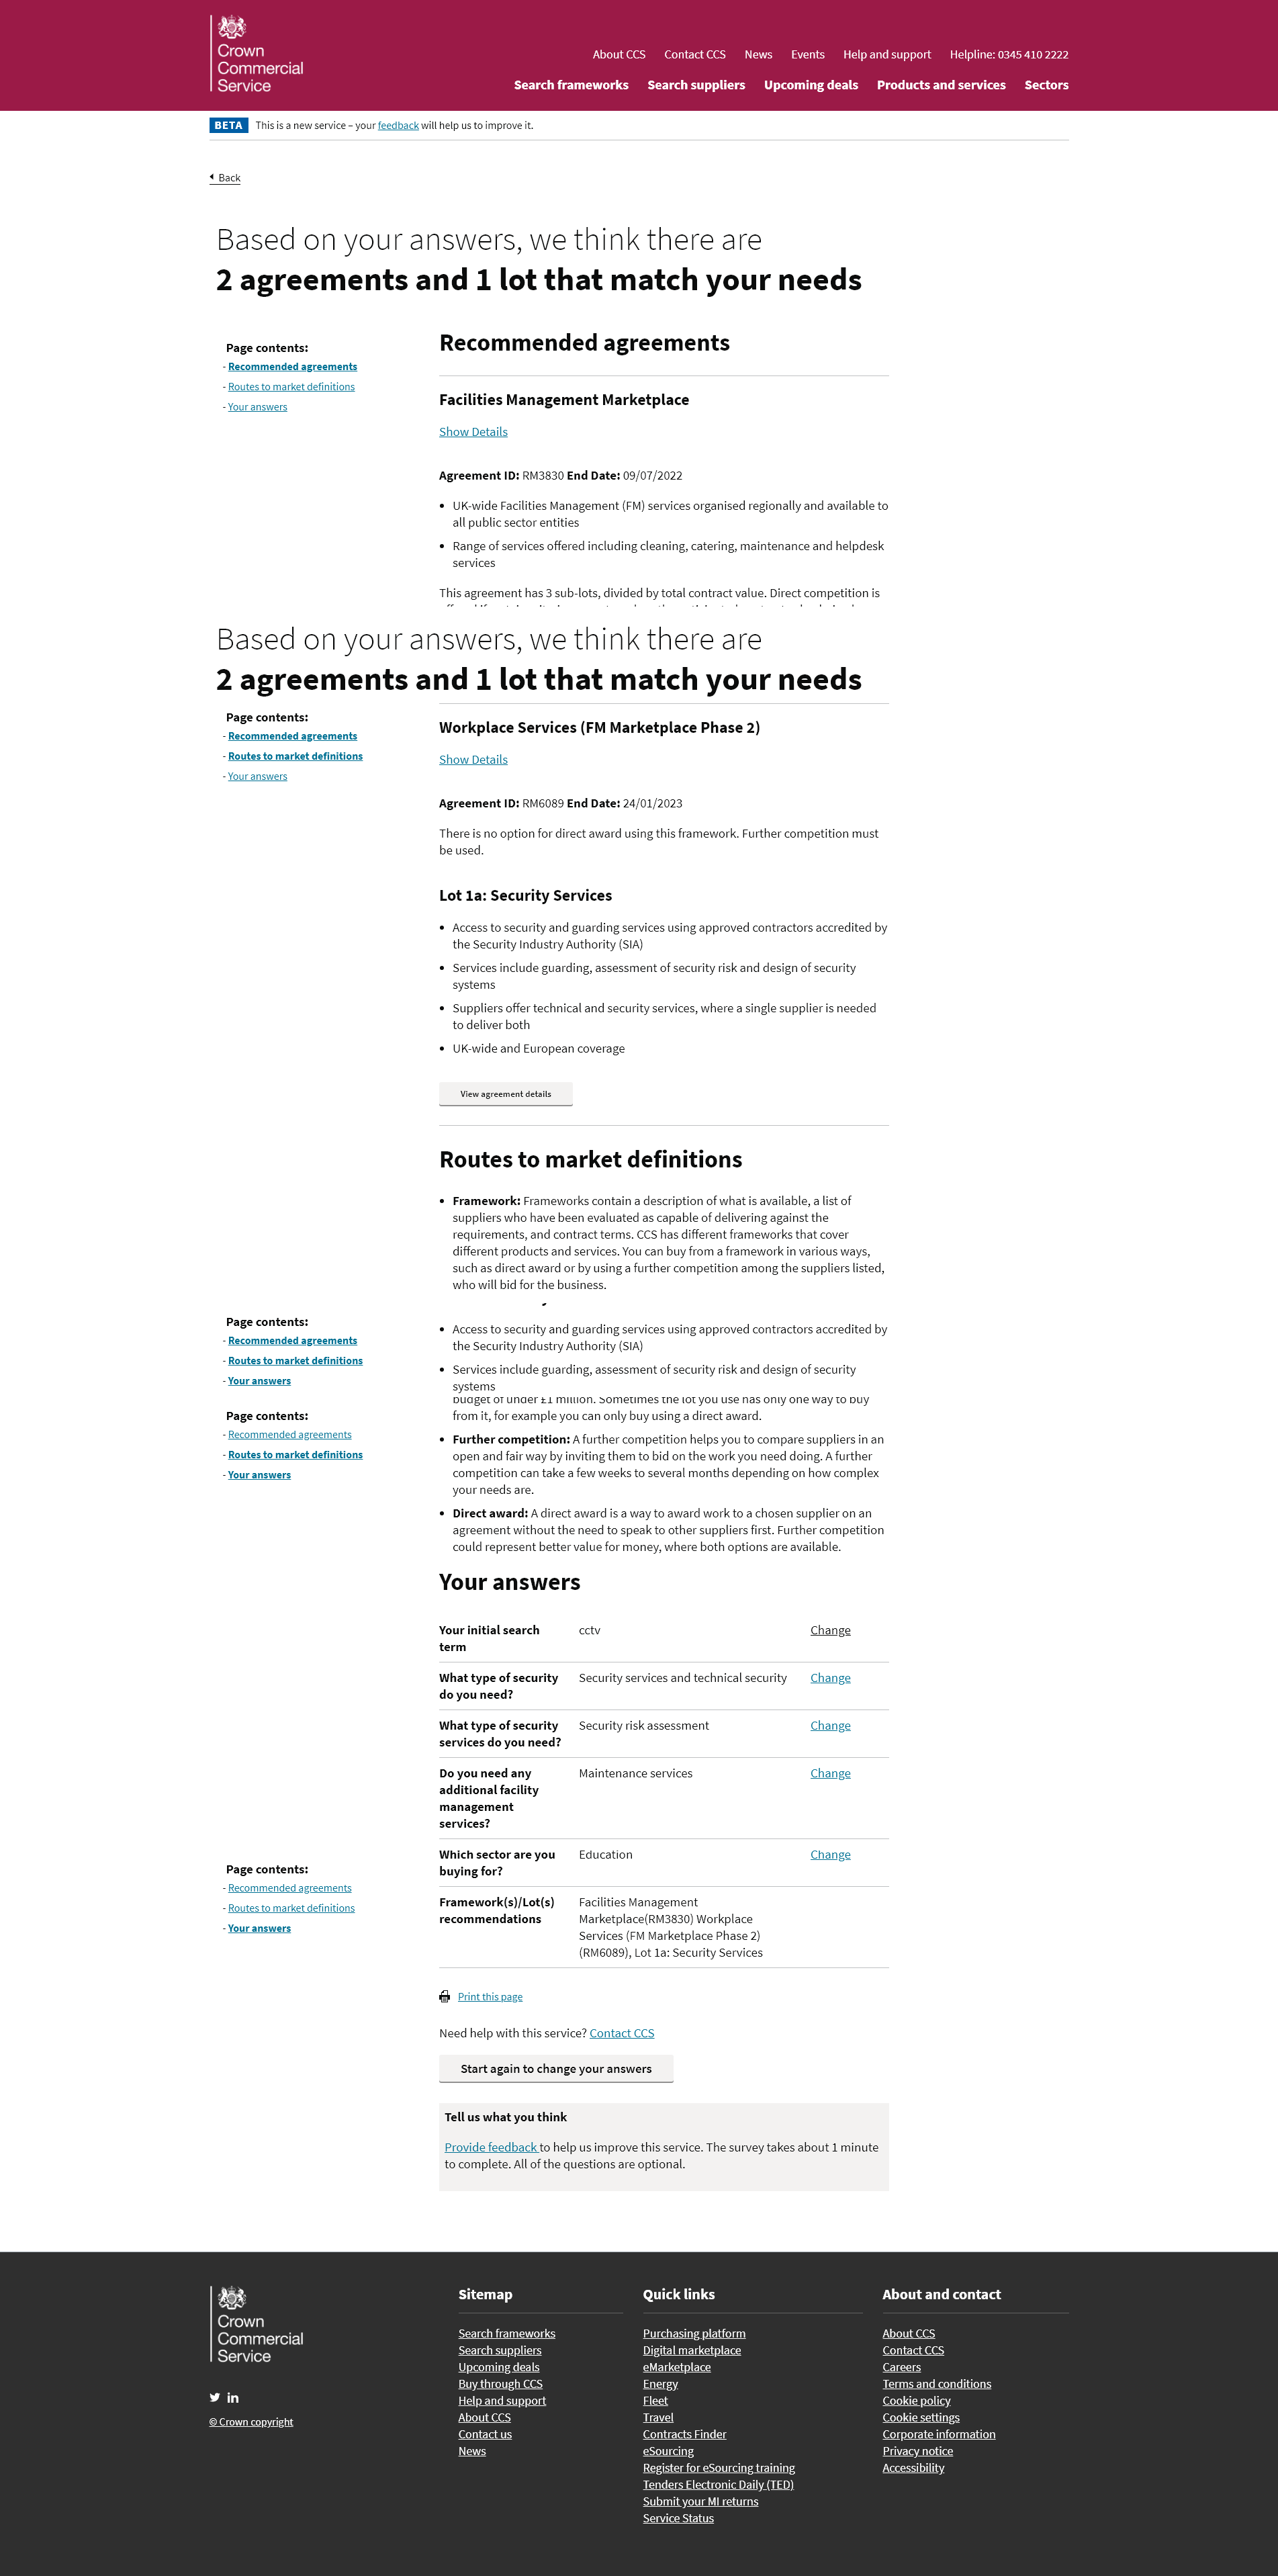 Crown
Commercial
Service
About CCS Contact CCS News Events Help and support Helpline: 0345 410 2222
Search frameworks Search suppliers Upcoming deals Products and services Sectors
BETA This is a new service – your feedback will help us to improve it.
Back
Based on your answers, we think there are
2 agreements and 1 lot that match your needs
Page contents:
- Recommended agreements
- Routes to market definitions
- Your answers
Recommended agreements
Facilities Management Marketplace
Show Details
Agreement ID: RM3830 End Date: 09/07/2022
• UK-wide Facilities Management (FM) services organised regionally and available to
all public sector entities
• Range of services offered including cleaning, catering, maintenance and helpdesk
services
This agreement has 3 sub-lots, divided by total contract value. Direct competition is
Based on your answers, we think there are
2 agreements and 1 lot that match your needs
Page contents:
- Recommended agreements
- Routes to market definitions
- Your answers
Workplace Services (FM Marketplace Phase 2)
Show Details
Agreement ID: RM6089 End Date: 24/01/2023
There is no option for direct award using this framework. Further competition must
be used.
Lot 1a: Security Services
• Access to security and guarding services using approved contractors accredited by
the Security Industry Authority (SIA)
• Services include guarding, assessment of security risk and design of security
systems
• Suppliers offer technical and security services, where a single supplier is needed
to deliver both
• UK-wide and European coverage
View agreement details
Routes to market definitions
• Framework: Frameworks contain a description of what is available, a list of
suppliers who have been evaluated as capable of delivering against the
requirements, and contract terms. CCS has different frameworks that cover
different products and services. You can buy from a framework in various ways,
such as direct award or by using a further competition among the suppliers listed,
who will bid for the business.
Page contents:
- Recommended agreements
- Routes to market definitions
- Your answers
• Access to security and guarding services using approved contractors accredited by
the Security Industry Authority (SIA)
• Services include guarding, assessment of security risk and design of security
systems
budget of under £1 million. Sometimes the lot you use has only one way to buy
from it, for example you can only buy using a direct award.
Page contents:
- Recommended agreements
- Routes to market definitions
- Your answers
• Further competition: A further competition helps you to compare suppliers in an
open and fair way by inviting them to bid on the work you need doing. A further
competition can take a few weeks to several months depending on how complex
your needs are.
• Direct award: A direct award is a way to award work to a chosen supplier on an
agreement without the need to speak to other suppliers first. Further competition
could represent better value for money, where both options are available.
Your answers
Your initial search cctv Change
term
What type of security Security services and technical security Change
do you need?
What type of security Security risk assessment Change
services do you need?
Do you need any Maintenance services Change
additional facility
management
services?
Which sector are you Education Change
buying for?
Page contents:
- Recommended agreements
- Routes to market definitions
- Your answers
Framework(s)/Lot(s) Facilities Management
recommendations Marketplace(RM3830) Workplace
Services (FM Marketplace Phase 2)
(RM6089), Lot 1a: Security Services
Print this page
Need help with this service? Contact CCS
Start again to change your answers
Tell us what you think
Provide feedback to help us improve this service. The survey takes about 1 minute
to complete. All of the questions are optional.
Crown
Commercial
Service
© Crown copyright
Sitemap
Search frameworks
Search suppliers
Upcoming deals
Buy through CCS
Help and support
About CCS
Contact us
News
Quick links
Purchasing platform
Digital marketplace
eMarketplace
Energy
Fleet
Travel
Contracts Finder
eSourcing
Register for eSourcing training
Tenders Electronic Daily (TED)
Submit your MI returns
Service Status
About and contact
About CCS
Contact CCS
Careers
Terms and conditions
Cookie policy
Cookie settings
Corporate information
Privacy notice
Accessibility